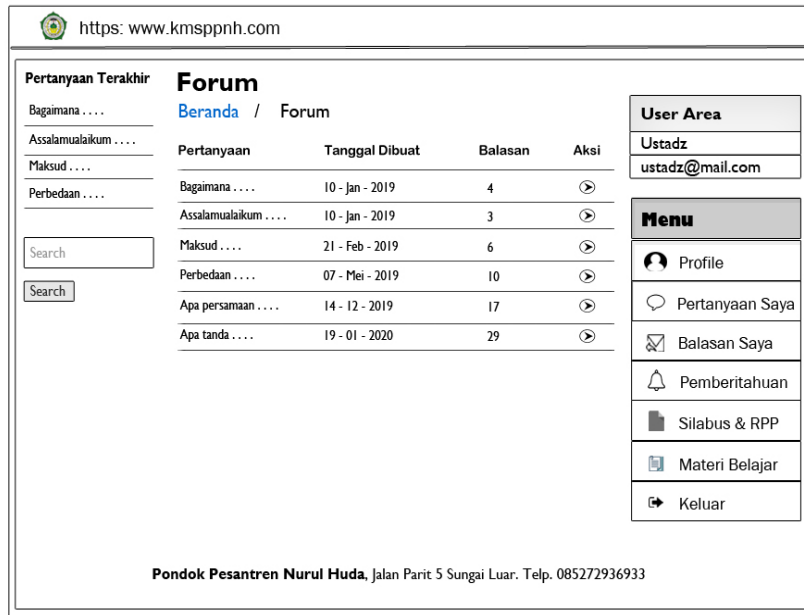 https: www.kmsppnh.com
Pertanyaan Terakhir
Bagaimana . . . .
Assalamualaikum . . . .
Maksud . . . .
Perbedaan . . . .
Search
Search
Forum
Beranda / Forum
Pertanyaan Tanggal Dibuat Balasan Aksi
Bagaimana . . . . 10 - Jan - 2019 4
Assalamualaikum . . . . 10 - Jan - 2019 3
Maksud . . . . 21 - Feb - 2019 6
Perbedaan . . . . 07 - Mei - 2019 10
Apa persamaan . . . . 14 - 12 - 2019 17
Apa tanda . . . . 19 - 01 - 2020 29
User Area
Ustadz
ustadz@mail.com
Menu
Profile
Pertanyaan Saya
Balasan Saya
Pemberitahuan
Silabus & RPP
Materi Belajar
Keluar
Pondok Pesantren Nurul Huda, Jalan Parit 5 Sungai Luar. Telp. 085272936933